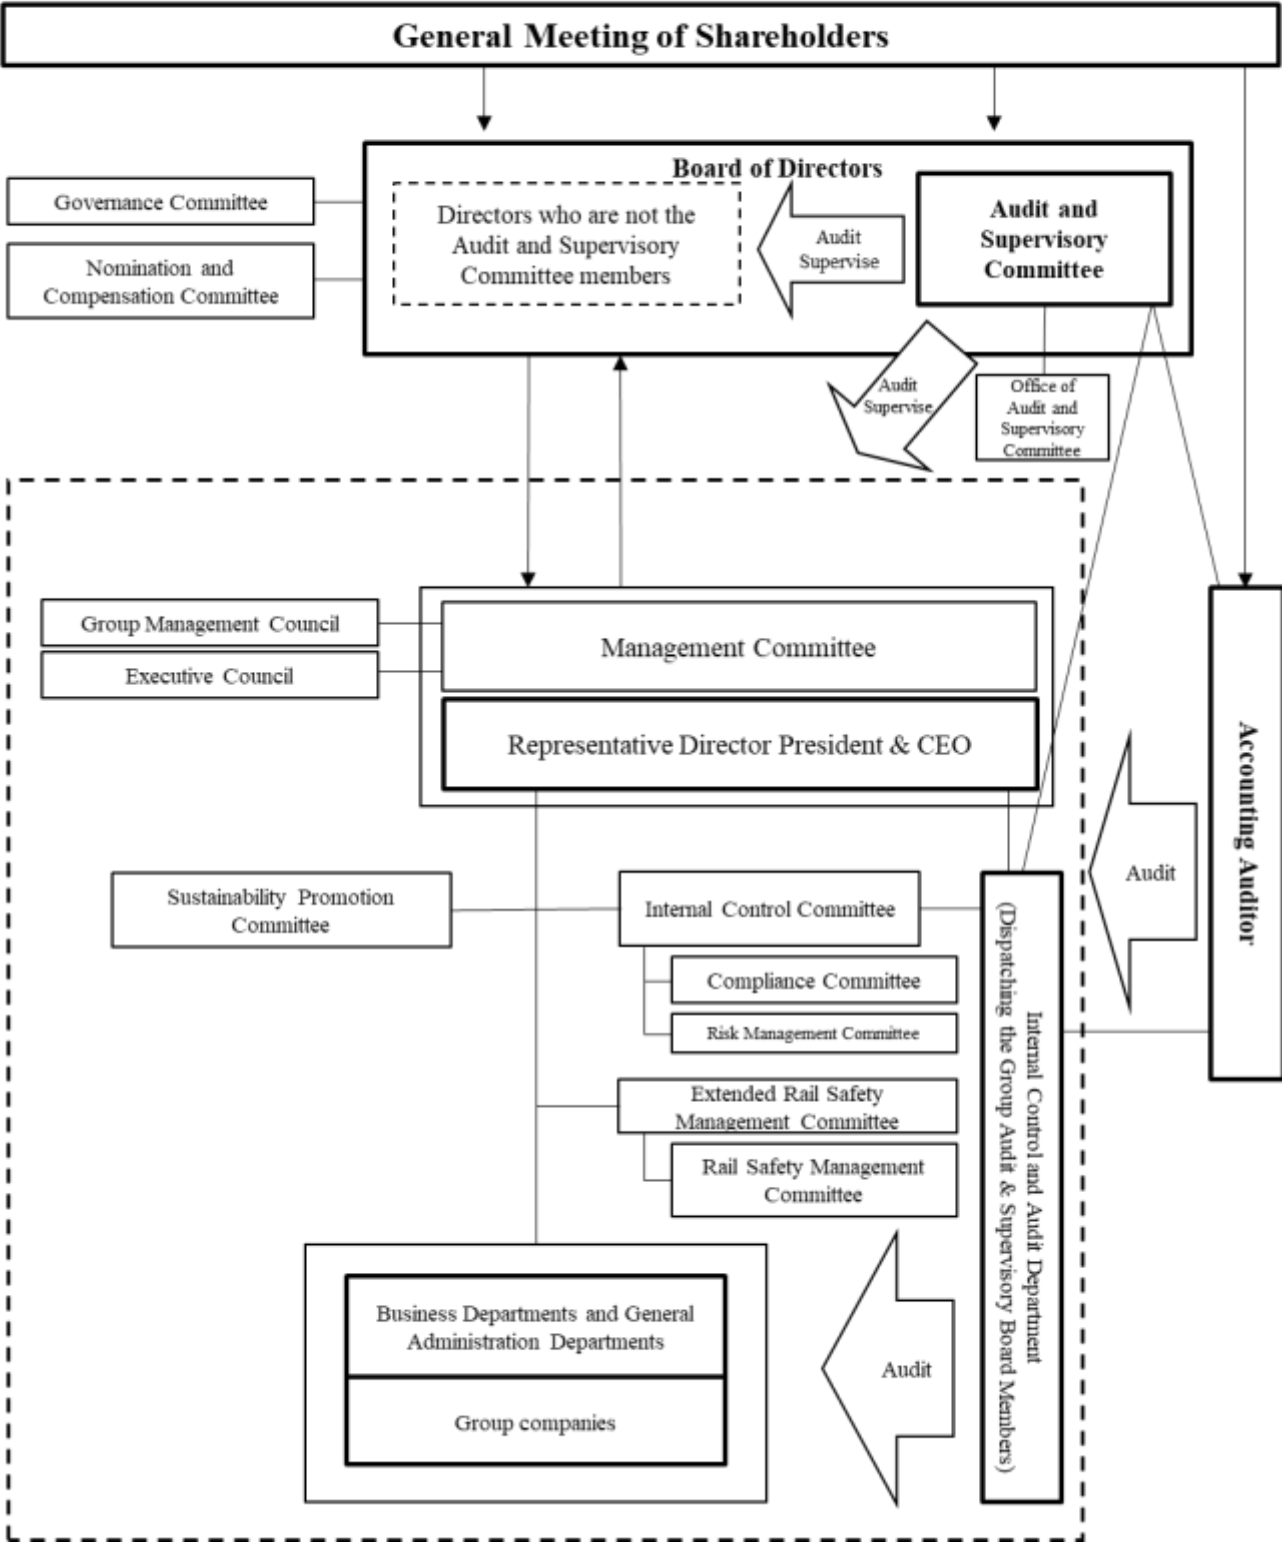 General Meeting of Shareholders
Board of Directors
Governance Committee
Nomination and
Compensation Committee
Directors who are not the
Audit and Supervisory
Committee members
Audit
Supervise
Audit and
Supervisory
Committee
Audit
Supervise
Office of
Audit and
Supervisory
Committee
Group Management Council
Executive Council
Management Committee
Representative Director President & CEO
Accounting Auditor
Audit
Sustainability Promotion
Committee
Internal Control Committee
Compliance Committee
Risk Management Committee
Extended Rail Safety
Management Committee
Rail Safety Management
Committee
Internal Control and Audit Department
(Dispatching the Group Audit & Supervisory Board Members)
Business Departments and General
Administration Departments
Group companies
Audit